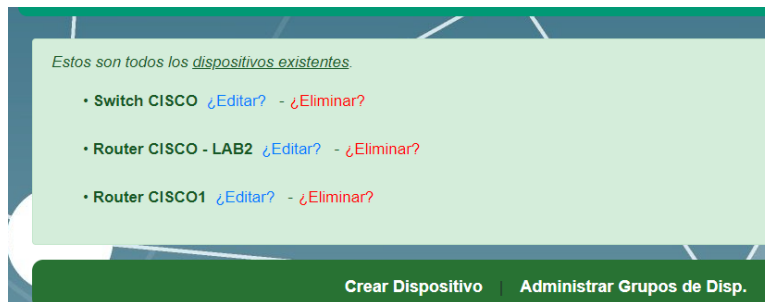 Estos son todos los dispositivos existentes.
• Switch CISCO ¿Editar? - ¿Eliminar?
• Router CISCO - LAB2 ¿Editar? - ¿Eliminar?
• Router CISCO1 ¿Editar? - ¿Eliminar?
Crear Dispositivo | Administrar Grupos de Disp.